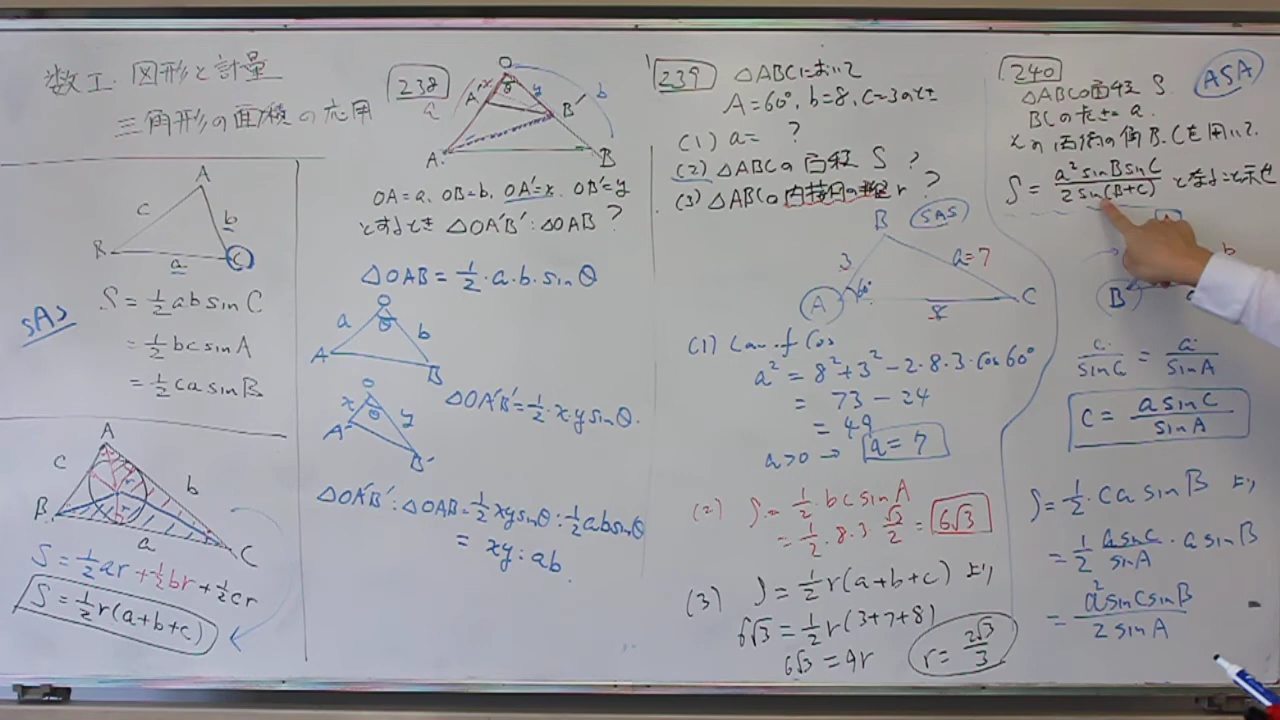 数I. 図形と計量
三角形の面積の応用
A
c
b
B
a
C
SAS
S = 1/2 ab sin C
= 1/2 bc sin A
= 1/2 ca sin B
A
c
b
B
a
C
S = 1/2 ar + 1/2 br + 1/2 cr
S = 1/2 r(a+b+c)
238
O
a
A' x θ y B' b
A
B
OA=a, OB=b, OA'=x, OB'=y
とするとき △OA'B' : △OAB ?
△OAB = 1/2 ・a・b・sin θ
O
a θ b
A
B
O
x θ y
A'
B'
△OA'B' = 1/2・x・y sin θ.
△OA'B' : △OAB = 1/2 xy sin θ : 1/2 ab sin θ
= xy : ab.
239
△ABCにおいて
A=60°, b=8, c=3のとき
(1) a= ?
(2) △ABCの面積 S ?
(3) △ABCの内接円の半径 r ?
SAS
B
3
a=7
A 60°
8
C
(1) Law of Cos
a² = 8² + 3² − 2・8・3・cos 60°
= 73 − 24
= 49
a>0 → a = 7
(2) S = 1/2・bc sin A
= 1/2・8・3・√3/2 = 6√3
(3) S = 1/2 r(a+b+c) より
6√3 = 1/2 r(3+7+8)
6√3 = 9r
r = 2√3/3
240
ASA
△ABCの面積 S
BCの長さ a.
その両端の角B.Cを用いて.
S = a² sin B sin C / 2 sin (B+C) となること示せ
b
B
c/sin C = a/sin A
c = a sin C / sin A
S = 1/2・ca sin B より
= 1/2 a sin C / sin A ・a sin B
= a² sin C sin B / 2 sin A